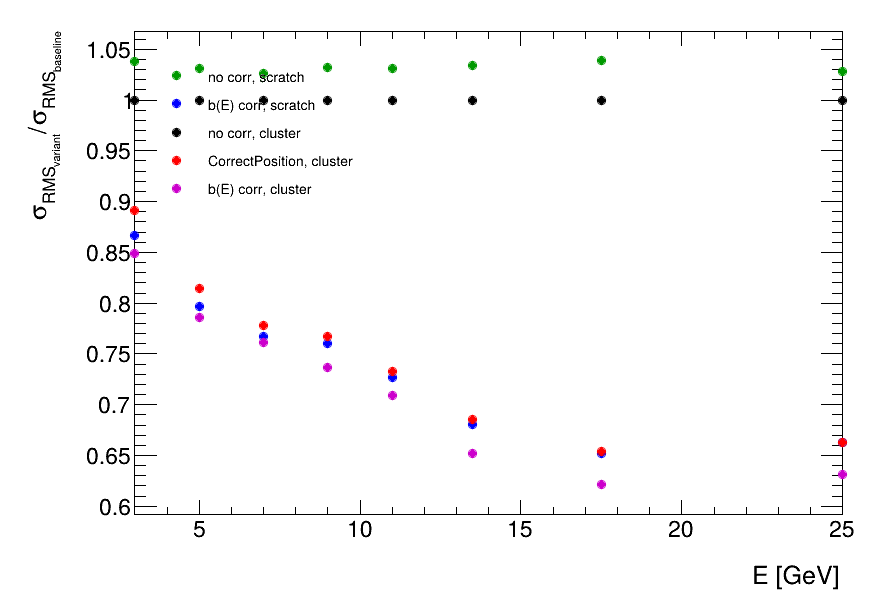 σRMSvariant/σRMSbaseline
1.05
1
0.95
0.9
0.85
0.8
0.75
0.7
0.65
0.6
no corr, scratch
b(E) corr, scratch
no corr, cluster
CorrectPosition, cluster
b(E) corr, cluster
5 10 15 20 25
E [GeV]